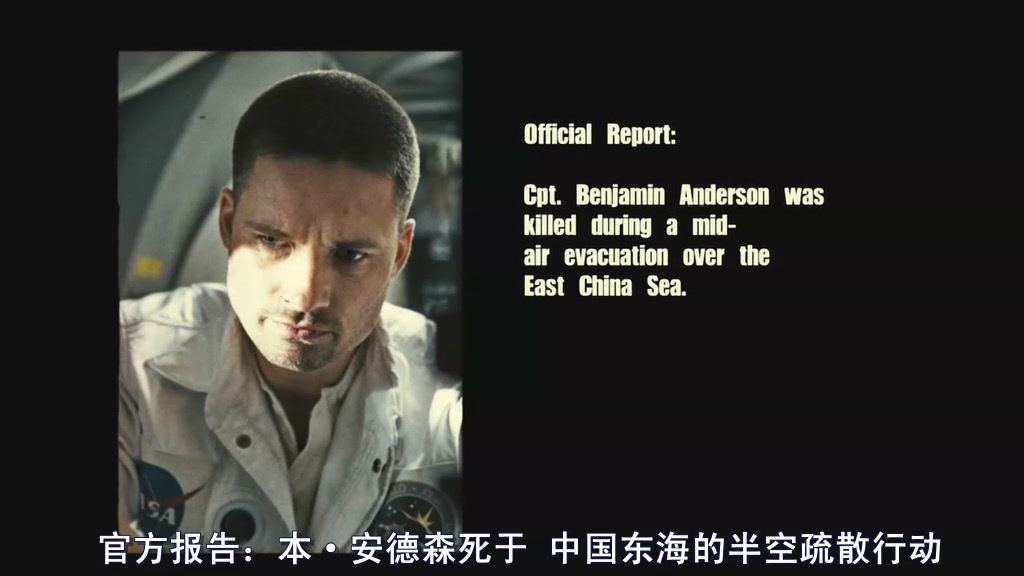 Official Report:
Cpt. Benjamin Anderson was
killed during a mid-
air evacuation over the
East China Sea.
NASA
官方报告：本·安德森死于 中国东海的半空疏散行动